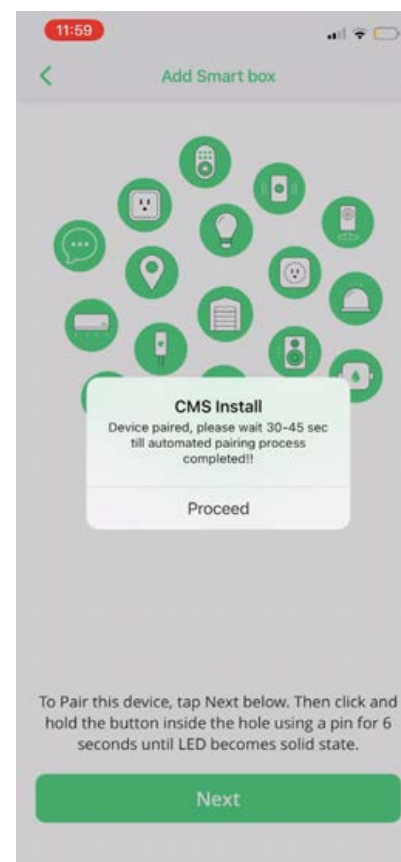 11:59
Add Smart box
CMS Install
Device paired, please wait 30-45 sec
till automated pairing process
completed!!
Proceed
To Pair this device, tap Next below. Then click and
hold the button inside the hole using a pin for 6
seconds until LED becomes solid state.
Next